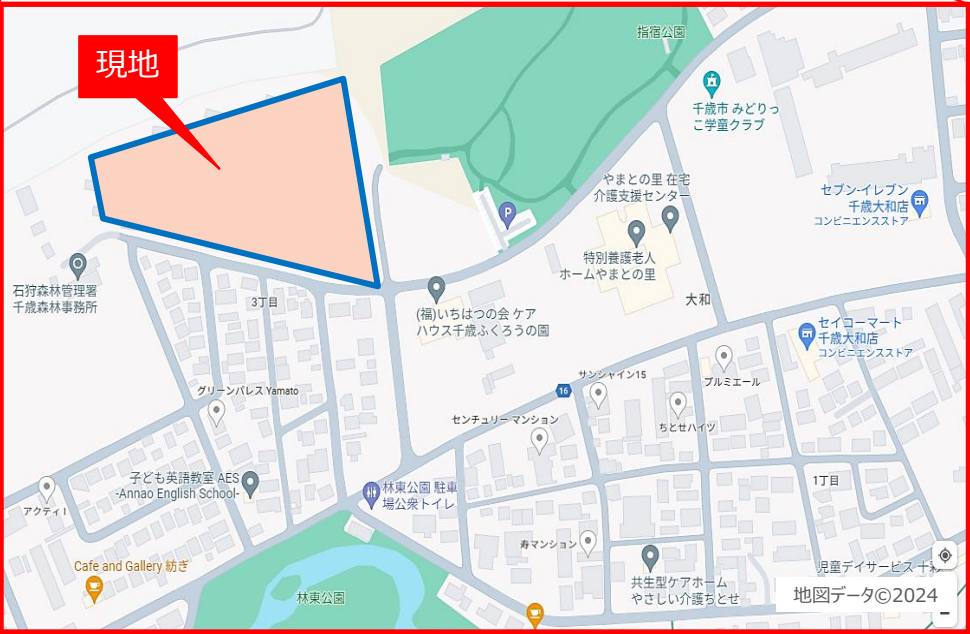 指宿公園
現地
千歳市 みどりっ
こ学童クラブ
やまとの里 在宅
介護支援センター
セブン-イレブン
千歳大和店
コンビニエンスストア
P
特別養護老人
ホームやまとの里
石狩森林管理署
千歳森林事務所
3丁目
(福)いちはつの会 ケア
ハウス千歳ふくろうの園
大和
セイコーマート
千歳大和店
コンビニエンスストア
サンシャイン15
プルミエール
16
グリーンパレス Yamato
センチュリーマンション
ちとせハイツ
子ども英語教室 AES
-Annao English School-
林東公園 駐車
場公衆トイレ
1丁目
アクティI
寿マンション
Cafe and Gallery 紡ぎ
共生型ケアホーム
やさしい介護ちとせ
児童デイサービス 十
林東公園
地図データ©2024